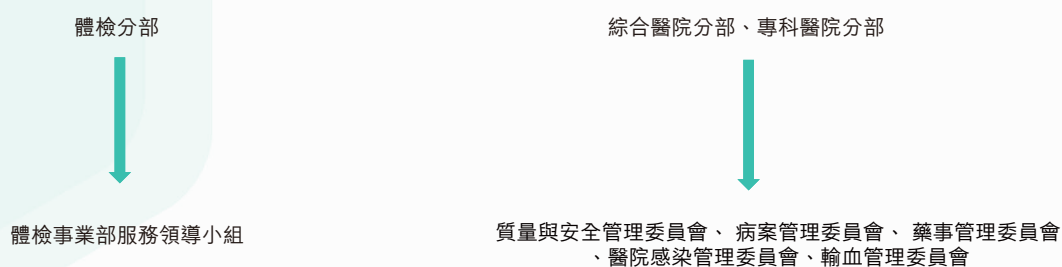 體檢分部
綜合醫院分部、專科醫院分部
體檢事業部服務領導小組
質量與安全管理委員會、 病案管理委員會、 藥事管理委員會
、醫院感染管理委員會、輸血管理委員會